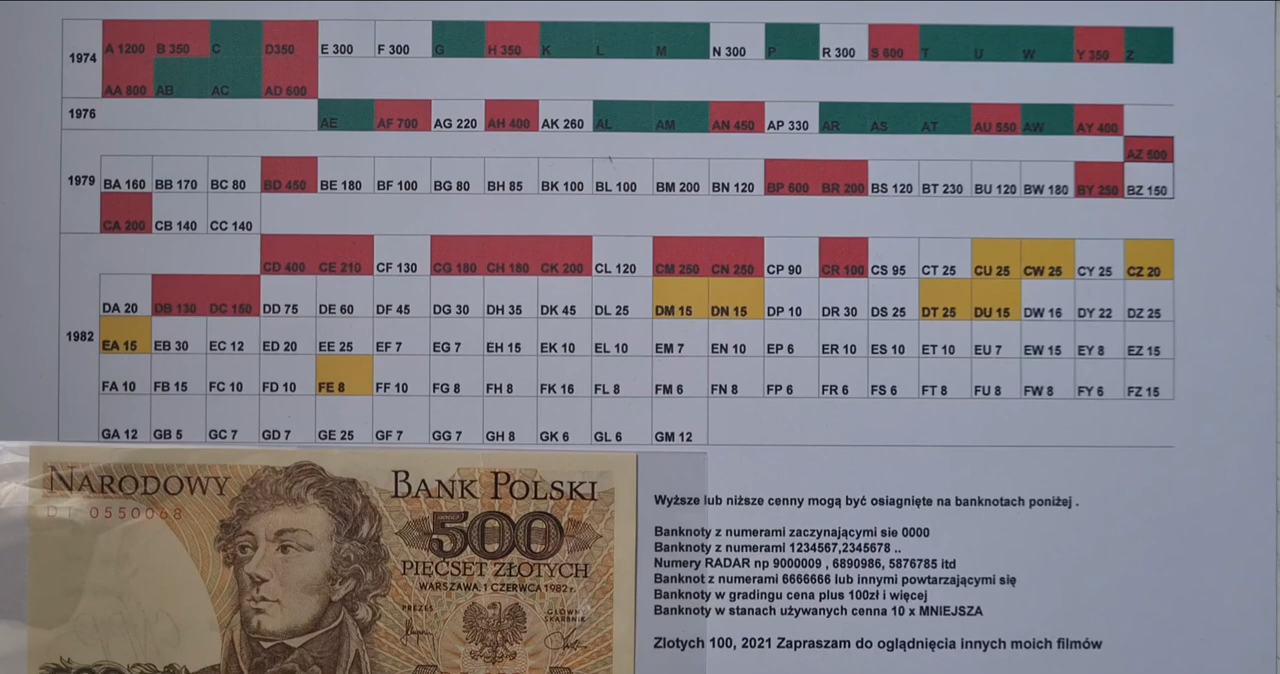 1974 A 1200 B 350 C D350 E 300 F 300 G H 350 K L M N 300 P R 300 S 600 T U W Y 350 Z
AA 800 AB AC AD 600
1976 AE AF 700 AG 220 AH 400 AK 260 AL AM AN 450 AP 330 AR AS AT AU 550 AW AY 400
AZ 500
1979 BA 160 BB 170 BC 80 BD 450 BE 180 BF 100 BG 80 BH 85 BK 100 BL 100 BM 200 BN 120 BP 600 BR 200 BS 120 BT 230 BU 120 BW 180 BY 250 BZ 150
CA 200 CB 140 CC 140
CD 400 CE 210 CF 130 CG 180 CH 180 CK 200 CL 120 CM 250 CN 250 CP 90 CR 100 CS 95 CT 25 CU 25 CW 25 CY 25 CZ 20
DA 20 DB 130 DC 150 DD 75 DE 60 DF 45 DG 30 DH 35 DK 45 DL 25 DM 15 DN 15 DP 10 DR 30 DS 25 DT 25 DU 15 DW 16 DY 22 DZ 25
1982 EA 15 EB 30 EC 12 ED 20 EE 25 EF 7 EG 7 EH 15 EK 10 EL 10 EM 7 EN 10 EP 6 ER 10 ES 10 ET 10 EU 7 EW 15 EY 8 EZ 15
FA 10 FB 15 FC 10 FD 10 FE 8 FF 10 FG 8 FH 8 FK 16 FL 8 FM 6 FN 8 FP 6 FR 6 FS 6 FT 8 FU 8 FW 8 FY 6 FZ 15
GA 12 GB 5 GC 7 GD 7 GE 25 GF 7 GG 7 GH 8 GK 6 GL 6 GM 12
NARODOWY BANK POLSKI
0550068
500
PIĘĆSET ZŁOTYCH
WARSZAWA, 1 CZERWCA 1982 r.
PREZES GŁÓWNY
SKARBNIK
Wyższe lub niższe cenny mogą być osiagnięte na banknotach poniżej .
Banknoty z numerami zaczynającymi sie 0000
Banknoty z numerami 1234567,2345678 ..
Numery RADAR np 9000009 , 6890986, 5876785 itd
Banknot z numerami 6666666 lub innymi powtarzającymi się
Banknoty w gradingu cena plus 100zł i więcej
Banknoty w stanach używanych cenna 10 x MNIEJSZA
Zlotych 100, 2021 Zapraszam do oglądnięcia innych moich filmów